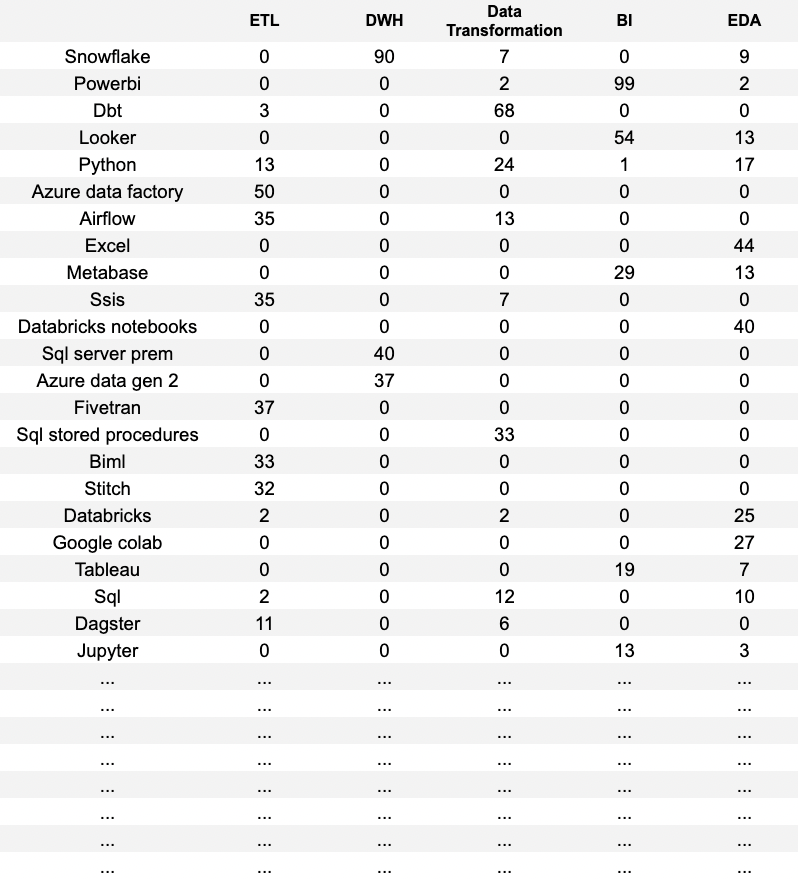 ETL DWH Data Transformation BI EDA
Snowflake 0 90 7 0 9
Powerbi 0 0 2 99 2
Dbt 3 0 68 0 0
Looker 0 0 0 54 13
Python 13 0 24 1 17
Azure data factory 50 0 0 0 0
Airflow 35 0 13 0 0
Excel 0 0 0 0 44
Metabase 0 0 0 29 13
Ssis 35 0 7 0 0
Databricks notebooks 0 0 0 0 40
Sql server prem 0 40 0 0 0
Azure data gen 2 0 37 0 0 0
Fivetran 37 0 0 0 0
Sql stored procedures 0 0 33 0 0
Biml 33 0 0 0 0
Stitch 32 0 0 0 0
Databricks 2 0 2 0 25
Google colab 0 0 0 0 27
Tableau 0 0 0 19 7
Sql 2 0 12 0 10
Dagster 11 0 6 0 0
Jupyter 0 0 0 13 3
... ... ... ... ... ...
... ... ... ... ... ...
... ... ... ... ... ...
... ... ... ... ... ...
... ... ... ... ... ...
... ... ... ... ... ...
... ... ... ... ... ...
... ... ... ... ... ...